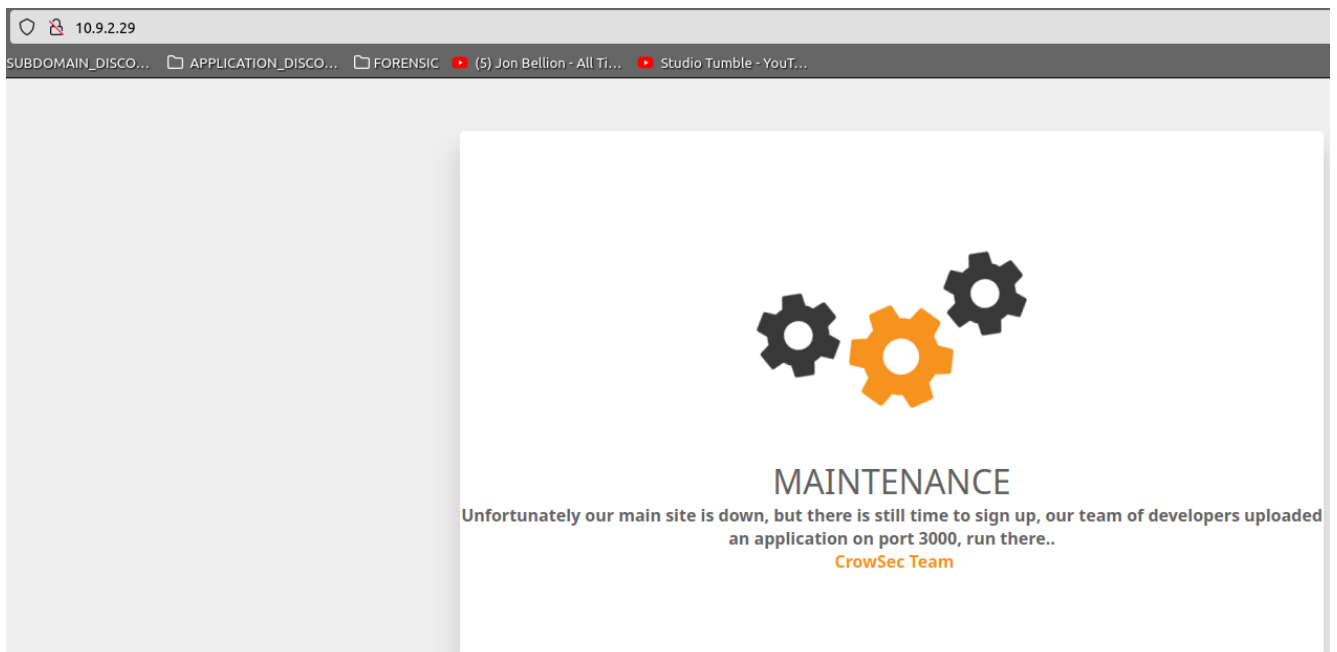 10.9.2.29
SUBDOMAIN_DISCO... APPLICATION_DISCO... FORENSIC (5) Jon Bellion - All Ti... Studio Tumble - YouT...
MAINTENANCE
Unfortunately our main site is down, but there is still time to sign up, our team of developers uploaded
an application on port 3000, run there..
CrowSec Team